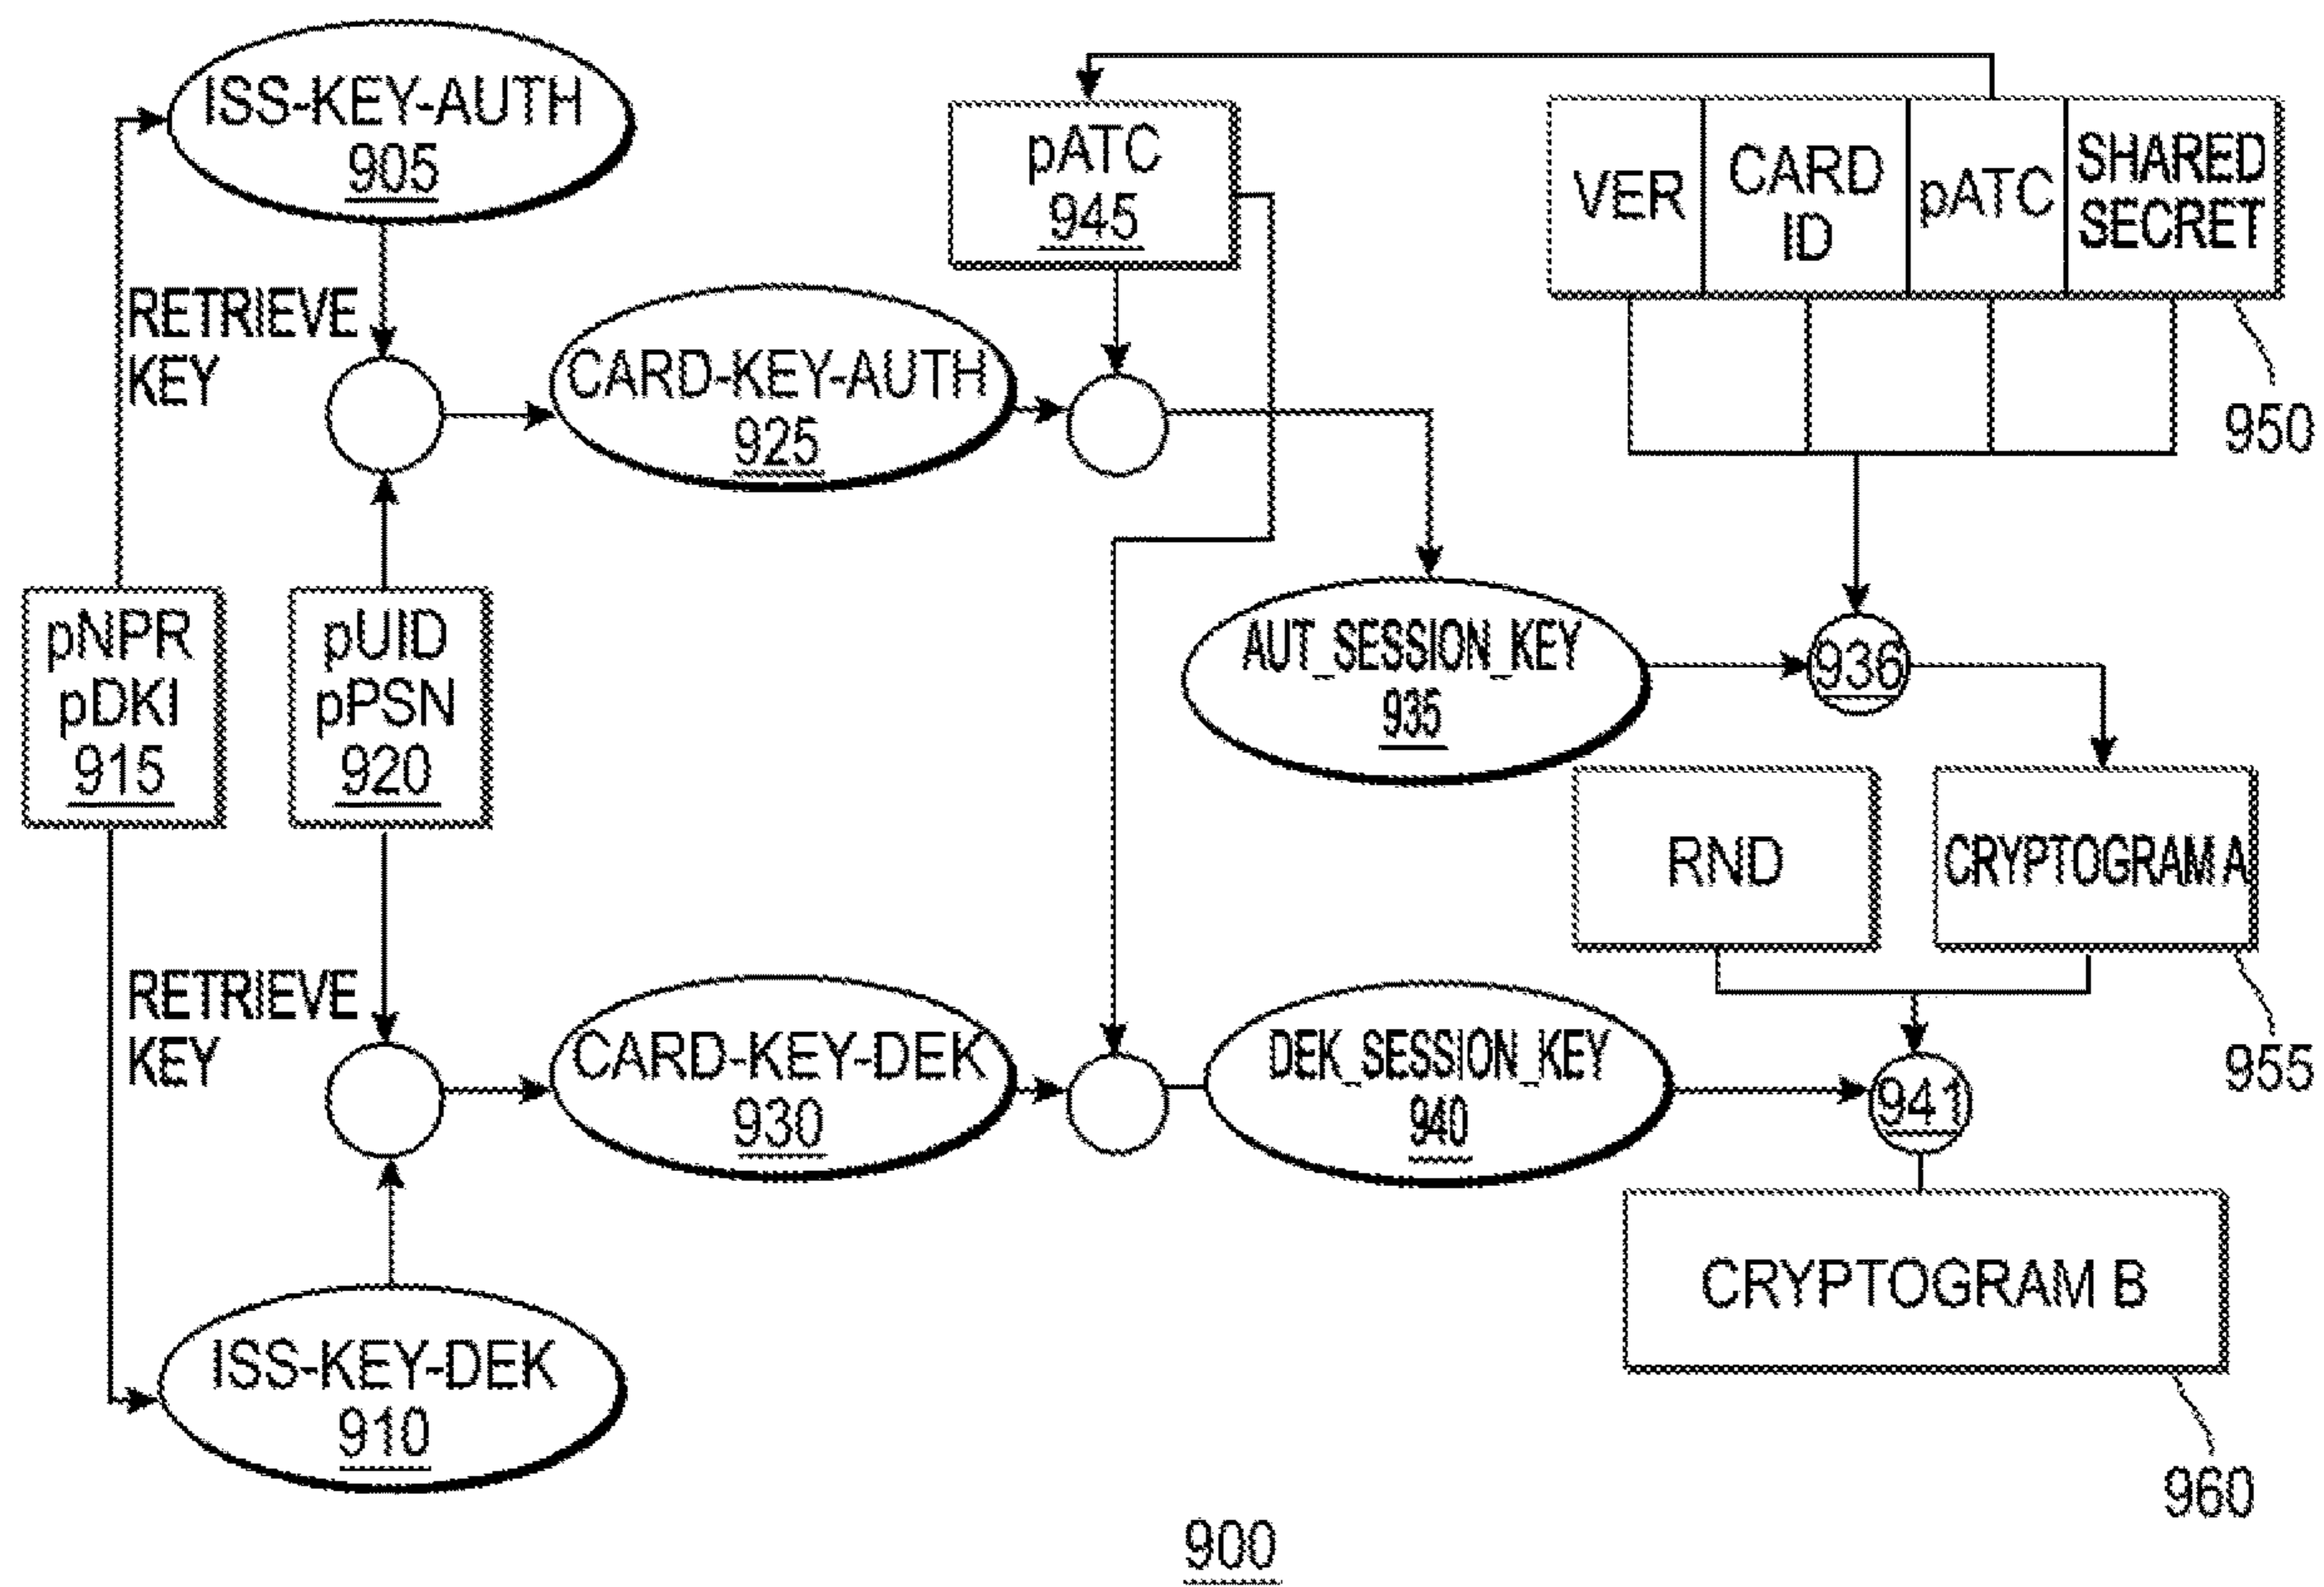 ISS-KEY-AUTH
905
pATC
945
VER
CARD
ID
pATC
SHARED
SECRET
950
RETRIEVE
KEY
CARD-KEY-AUTH
925
pNPR
pDKI
915
pUID
pPSN
920
AUT_SESSION_KEY
935
936
RND
CRYPTOGRAM A
955
RETRIEVE
KEY
CARD-KEY-DEK
930
DEK_SESSION_KEY
940
941
CRYPTOGRAM B
960
ISS-KEY-DEK
910
900